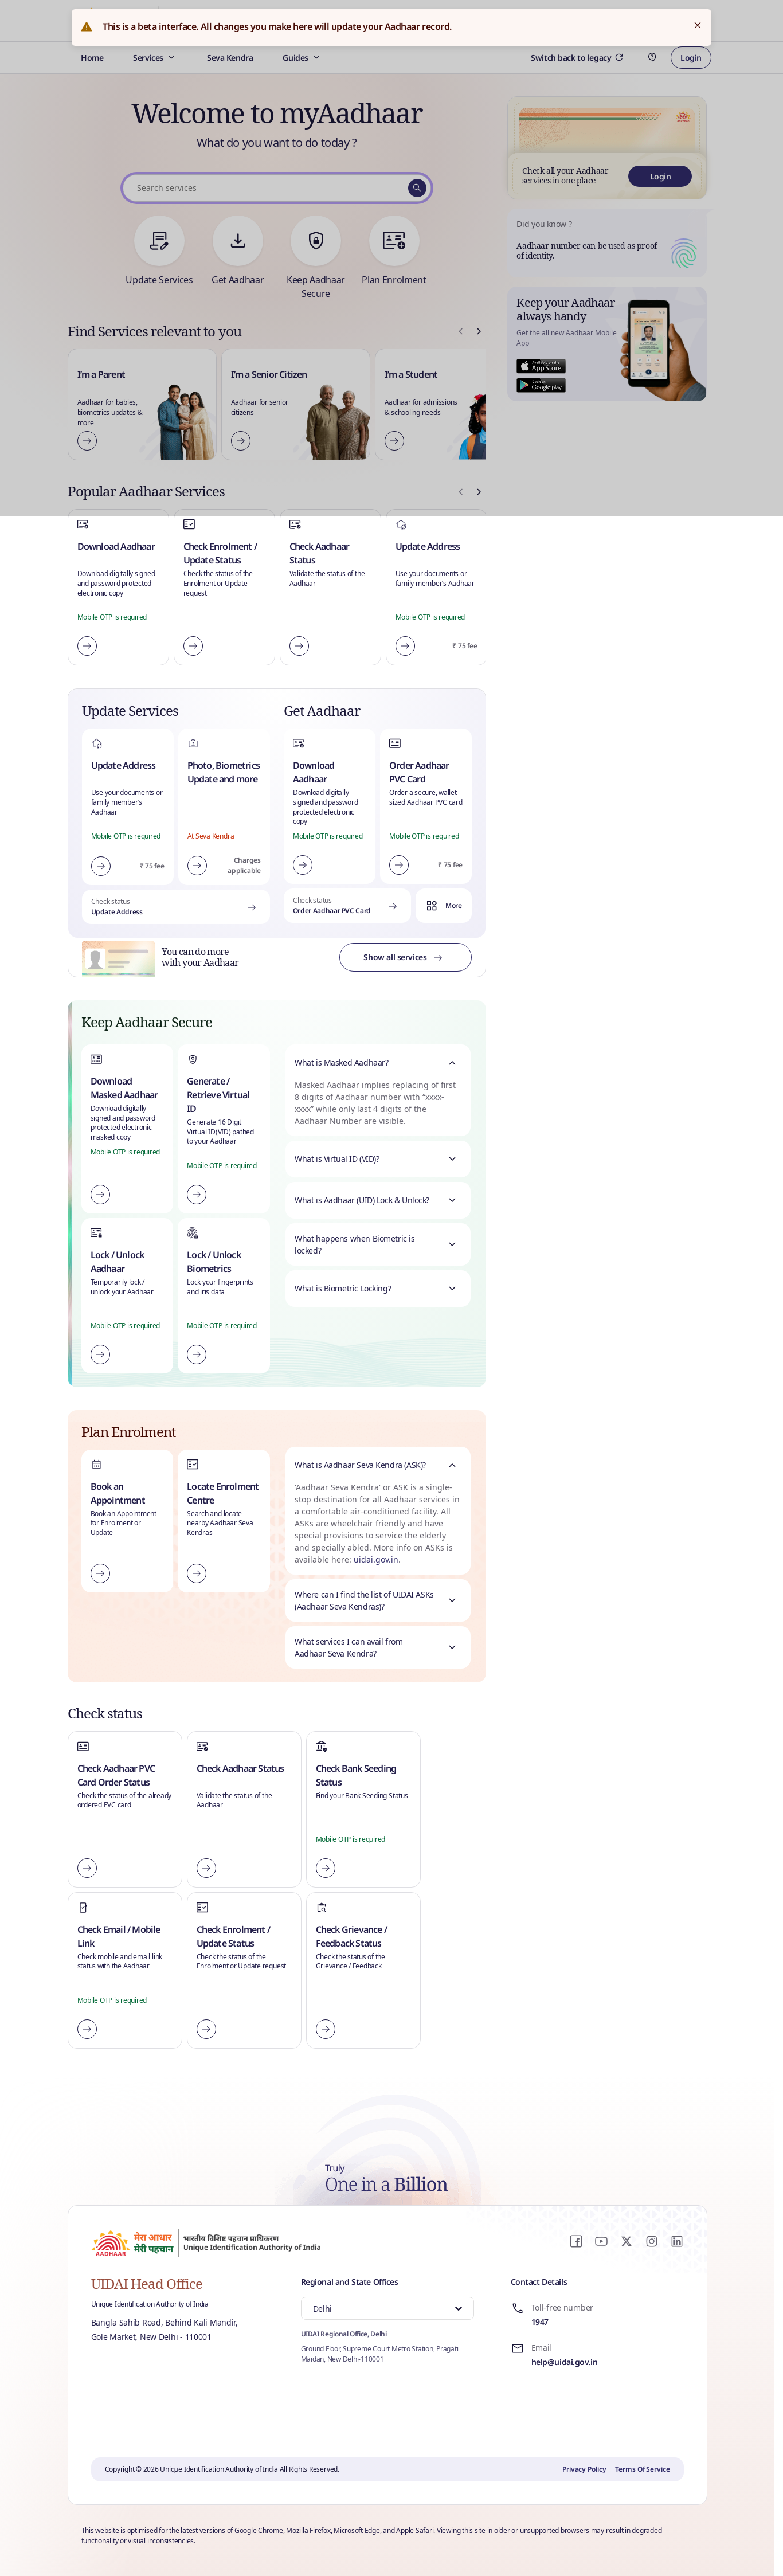 This is a beta interface. All changes you make here will update your Aadhaar record.
Home
Services
Seva Kendra
Guides
Switch back to legacy
Login
Welcome to myAadhaar
What do you want to do today ?
Search services
Update Services
Get Aadhaar
Keep Aadhaar
Secure
Plan Enrolment
Check all your Aadhaar
services in one place
Login
Did you know ?
Aadhaar number can be used as proof
of identity.
Keep your Aadhaar
always handy
Get the all new Aadhaar Mobile
App
App Store
Google play
Find Services relevant to you
I'm a Parent
Aadhaar for babies,
biometrics updates &
more
I'm a Senior Citizen
Aadhaar for senior
citizens
I'm a Student
Aadhaar for admissions
& schooling needs
Popular Aadhaar Services
Download Aadhaar
Download digitally signed
and password protected
electronic copy
Mobile OTP is required
Check Enrolment /
Update Status
Check the status of the
Enrolment or Update
request
Check Aadhaar
Status
Validate the status of the
Aadhaar
Update Address
Use your documents or
family member's Aadhaar
Mobile OTP is required
₹ 75 fee
Update Services
Update Address
Use your documents or
family member's
Aadhaar
Mobile OTP is required
₹ 75 fee
Photo, Biometrics
Update and more
At Seva Kendra
Charges
applicable
Check status
Update Address
Get Aadhaar
Download
Aadhaar
Download digitally
signed and password
protected electronic
copy
Mobile OTP is required
Order Aadhaar
PVC Card
Order a secure, wallet-
sized Aadhaar PVC card
Mobile OTP is required
₹ 75 fee
Check status
Order Aadhaar PVC Card
More
You can do more
with your Aadhaar
Show all services
Keep Aadhaar Secure
Download
Masked Aadhaar
Download digitally
signed and password
protected electronic
masked copy
Mobile OTP is required
Generate /
Retrieve Virtual
ID
Generate 16 Digit
Virtual ID(VID) pathed
to your Aadhaar
Mobile OTP is required
Lock / Unlock
Aadhaar
Temporarily lock /
unlock your Aadhaar
Mobile OTP is required
Lock / Unlock
Biometrics
Lock your fingerprints
and iris data
Mobile OTP is required
What is Masked Aadhaar?
Masked Aadhaar implies replacing of first
8 digits of Aadhaar number with "xxxx-
xxxx" while only last 4 digits of the
Aadhaar Number are visible.
What is Virtual ID (VID)?
What is Aadhaar (UID) Lock & Unlock?
What happens when Biometric is
locked?
What is Biometric Locking?
Plan Enrolment
Book an
Appointment
Book an Appointment
for Enrolment or
Update
Locate Enrolment
Centre
Search and locate
nearby Aadhaar Seva
Kendras
What is Aadhaar Seva Kendra (ASK)?
'Aadhaar Seva Kendra' or ASK is a single-
stop destination for all Aadhaar services in
a comfortable air-conditioned facility. All
ASKs are wheelchair friendly and have
special provisions to service the elderly
and specially abled. More info on ASKs is
available here: uidai.gov.in.
Where can I find the list of UIDAI ASKs
(Aadhaar Seva Kendras)?
What services I can avail from
Aadhaar Seva Kendra?
Check status
Check Aadhaar PVC
Card Order Status
Check the status of the already
ordered PVC card
Check Aadhaar Status
Validate the status of the
Aadhaar
Check Bank Seeding
Status
Find your Bank Seeding Status
Mobile OTP is required
Check Email / Mobile
Link
Check mobile and email link
status with the Aadhaar
Mobile OTP is required
Check Enrolment /
Update Status
Check the status of the
Enrolment or Update request
Check Grievance /
Feedback Status
Check the status of the
Grievance / Feedback
Truly
One in a Billion
मेरा आधार
मेरी पहचान
AADHAAR
भारतीय विशिष्ट पहचान प्राधिकरण
Unique Identification Authority of India
UIDAI Head Office
Unique Identification Authority of India
Bangla Sahib Road, Behind Kali Mandir,
Gole Market, New Delhi - 110001
Regional and State Offices
Delhi
UIDAI Regional Office, Delhi
Ground Floor, Supreme Court Metro Station, Pragati
Maidan, New Delhi-110001
Contact Details
Toll-free number
1947
Email
help@uidai.gov.in
Copyright © 2026 Unique Identification Authority of India All Rights Reserved.
Privacy Policy
Terms Of Service
This website is optimised for the latest versions of Google Chrome, Mozilla Firefox, Microsoft Edge, and Apple Safari. Viewing this site in older or unsupported browsers may result in degraded
functionality or visual inconsistencies.